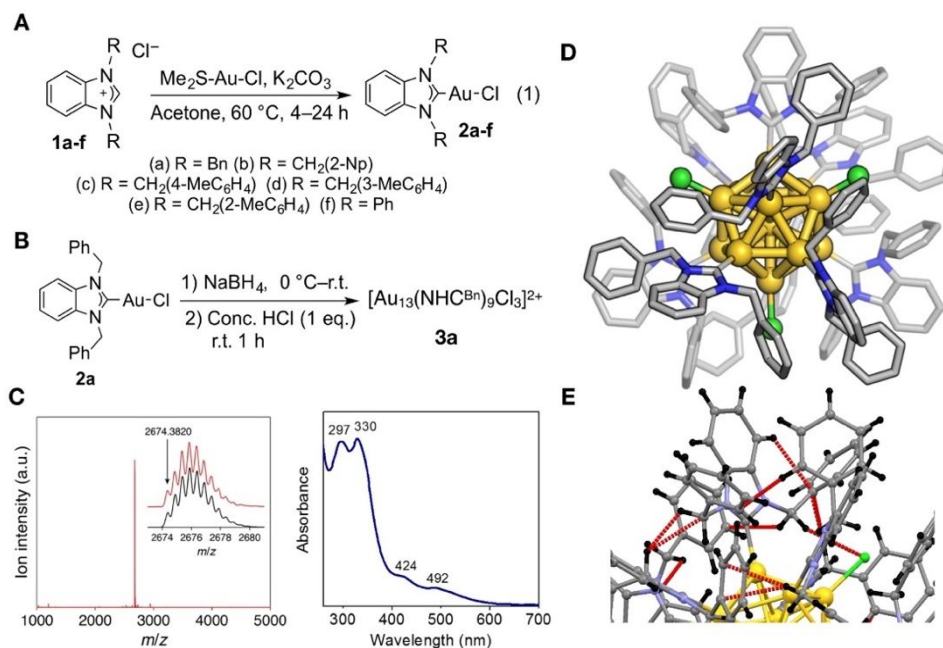 A
R
Cl⁻
N
+
N
R
1a-f
Me₂S-Au-Cl, K₂CO₃
Acetone, 60 °C, 4–24 h
R
N
Au-Cl (1)
N
R
2a-f
(a) R = Bn (b) R = CH₂(2-Np)
(c) R = CH₂(4-MeC₆H₄) (d) R = CH₂(3-MeC₆H₄)
(e) R = CH₂(2-MeC₆H₄) (f) R = Ph
B
Ph
N
Au-Cl
N
Ph
2a
1) NaBH₄, 0 °C–r.t.
2) Conc. HCl (1 eq.)
r.t. 1 h
[Au₁₃(NHCᴮⁿ)₉Cl₃]²⁺
3a
C
Ion intensity (a.u.)
2674.3820
2674 2676 2678 2680
m/z
1000 2000 3000 4000 5000
m/z
Absorbance
297 330
424
492
300 400 500 600 700
Wavelength (nm)
D
E